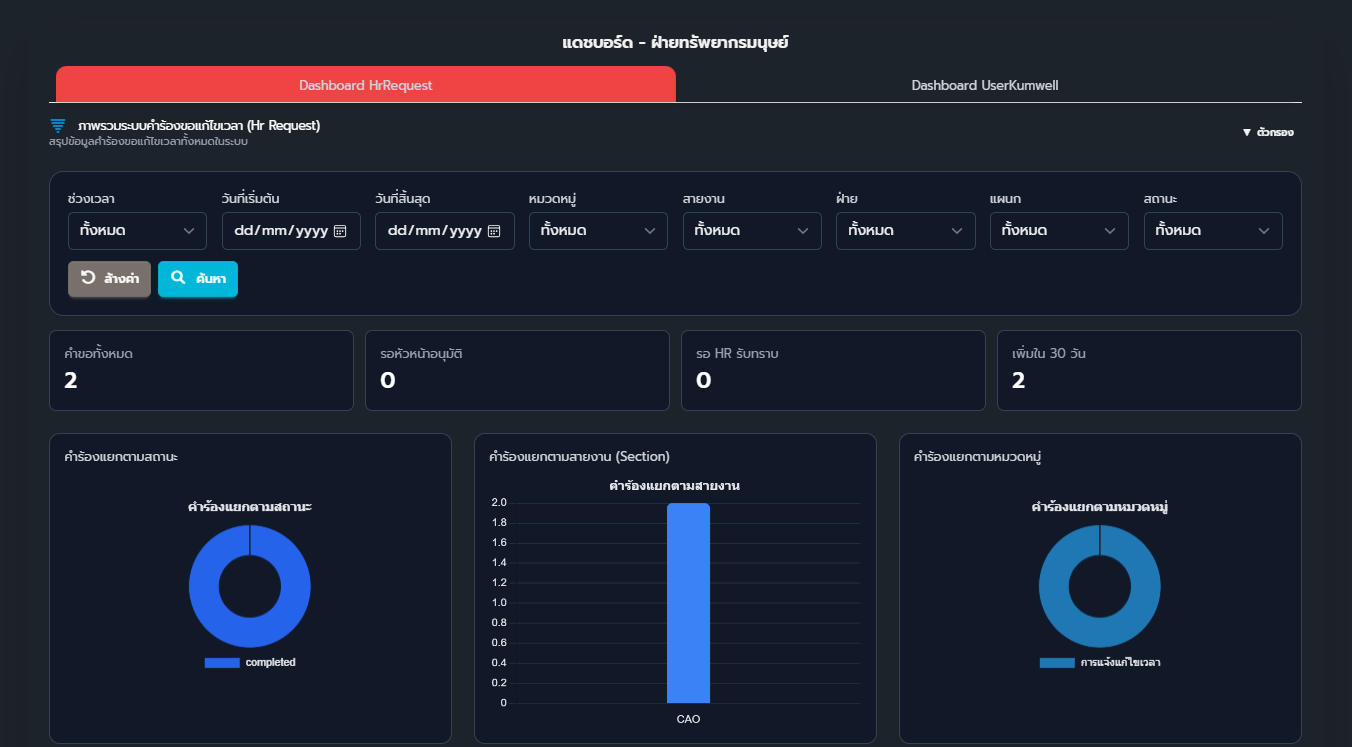 แดชบอร์ด - ฝ่ายทรัพยากรมนุษย์
Dashboard HrRequest
Dashboard UserKumwell
ภาพรวมระบบคำร้องขอแก้ไขเวลา (Hr Request)
สรุปข้อมูลคำร้องขอแก้ไขเวลาทั้งหมดในระบบ
▼ ตัวกรอง
ช่วงเวลา วันที่เริ่มต้น วันที่สิ้นสุด หมวดหมู่ สายงาน ฝ่าย แผนก สถานะ
ทั้งหมด dd/mm/yyyy dd/mm/yyyy ทั้งหมด ทั้งหมด ทั้งหมด ทั้งหมด ทั้งหมด
ล้างค่า ค้นหา
คำขอทั้งหมด
2
รอหัวหน้าอนุมัติ
0
รอ HR รับทราบ
0
เพิ่มใน 30 วัน
2
คำร้องแยกตามสถานะ
คำร้องแยกตามสถานะ
completed
คำร้องแยกตามสายงาน (Section)
คำร้องแยกตามสายงาน
2.0
1.8
1.6
1.4
1.2
1.0
0.8
0.6
0.4
0.2
0
CAO
คำร้องแยกตามหมวดหมู่
คำร้องแยกตามหมวดหมู่
การแจ้งแก้ไขเวลา